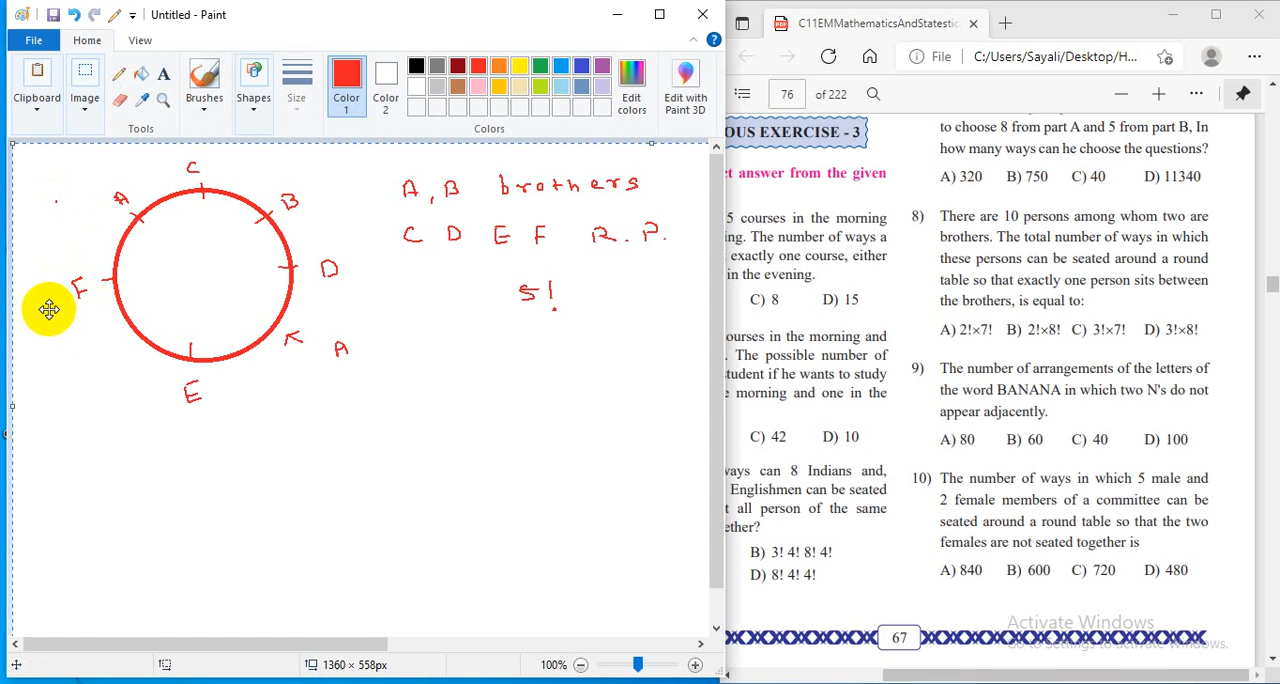 Untitled - Paint
File Home View
Clipboard
Image
Tools
Brushes
Shapes
Size
Color 1
Color 2
Colors
Edit colors
Edit with Paint 3D
C
A
B
F
D
A
E
A, B brothers
C D E F R.P.
5!
1360 × 558px
100%
C11EMMathematicsAndStatestic
File C:/Users/Sayali/Desktop/H...
76 of 222
OUS EXERCISE - 3
ct answer from the given
5 courses in the morning
ing. The number of ways a
exactly one course, either
in the evening.
C) 8 D) 15
ourses in the morning and
. The possible number of
student if he wants to study
e morning and one in the
C) 42 D) 10
ways can 8 Indians and,
Englishmen can be seated
t all person of the same
ether?
B) 3! 4! 8! 4!
D) 8! 4! 4!
to choose 8 from part A and 5 from part B, In
how many ways can he choose the questions?
A) 320 B) 750 C) 40 D) 11340
8) There are 10 persons among whom two are
brothers. The total number of ways in which
these persons can be seated around a round
table so that exactly one person sits between
the brothers, is equal to:
A) 2!×7! B) 2!×8! C) 3!×7! D) 3!×8!
9) The number of arrangements of the letters of
the word BANANA in which two N's do not
appear adjacently.
A) 80 B) 60 C) 40 D) 100
10) The number of ways in which 5 male and
2 female members of a committee can be
seated around a round table so that the two
females are not seated together is
A) 840 B) 600 C) 720 D) 480
Activate Windows
Go to Settings to activate Windows.
67